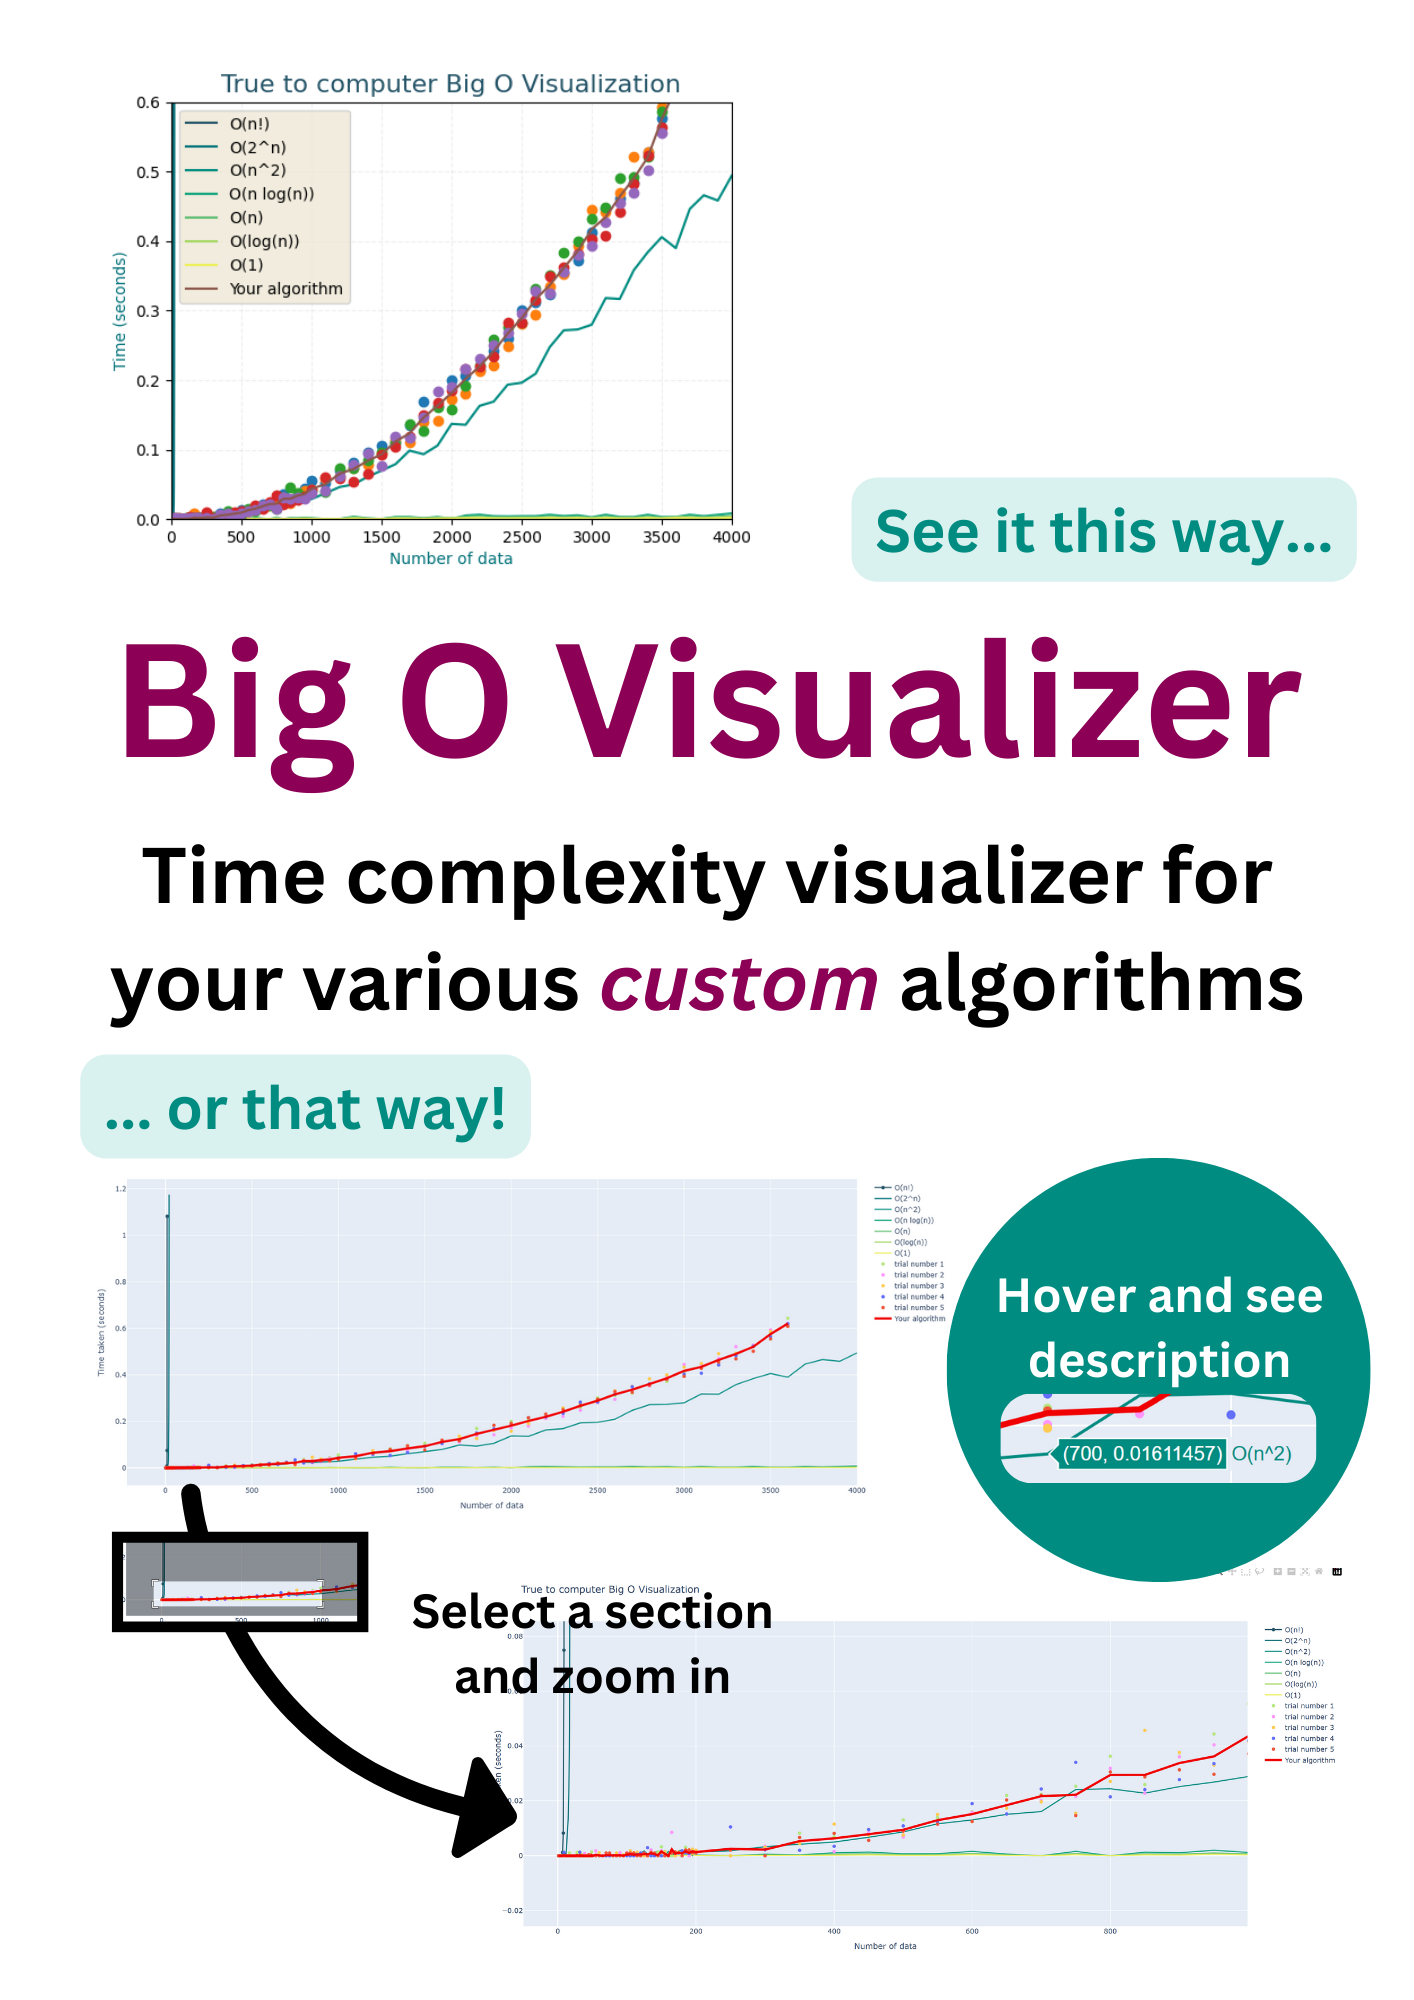 True to computer Big O Visualization
0.6
0.5
0.4
0.3
0.2
0.1
0.0
Time (seconds)
O(n!)
O(2^n)
O(n^2)
O(n log(n))
O(n)
O(log(n))
O(1)
Your algorithm
0 500 1000 1500 2000 2500 3000 3500 4000
Number of data
See it this way...
Big O Visualizer
Time complexity visualizer for
your various custom algorithms
... or that way!
1.2
1
0.8
0.6
0.4
0.2
0
Time taken (seconds)
0 500 1000 1500 2000 2500 3000 3500 4000
Number of data
O(n!)
O(2^n)
O(n^2)
O(n log(n))
O(n)
O(log(n))
O(1)
trial number 1
trial number 2
trial number 3
trial number 4
trial number 5
Your algorithm
Hover and see
description
(700, 0.01611457) O(n^2)
0 500 1000
True to computer Big O Visualization
Select a section
and zoom in
0.08
0.04
0.02
0
−0.02
(seconds)
0 200 400 600 800
Number of data
O(n!)
O(2^n)
O(n^2)
O(n log(n))
O(n)
O(log(n))
O(1)
trial number 1
trial number 2
trial number 3
trial number 4
trial number 5
Your algorithm